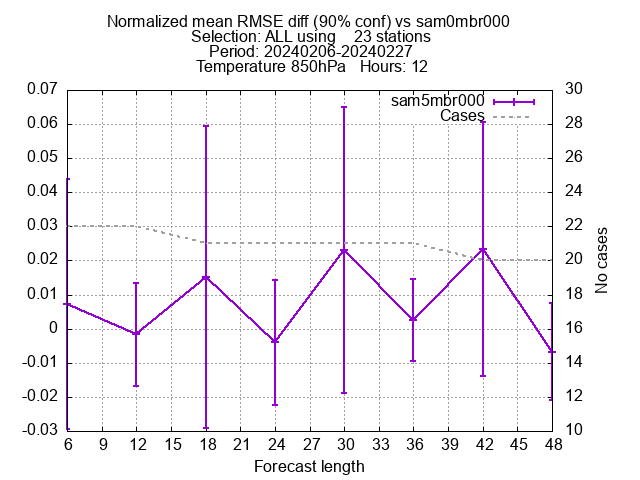 Normalized mean RMSE diff (90% conf) vs sam0mbr000
Selection: ALL using    23 stations
Period: 20240206-20240227
Temperature 850hPa   Hours: 12
sam5mbr000
Cases
0.07
0.06
0.05
0.04
0.03
0.02
0.01
0
-0.01
-0.02
-0.03
30
28
26
24
22
20
18
16
14
12
10
No cases
6 9 12 15 18 21 24 27 30 33 36 39 42 45 48
Forecast length